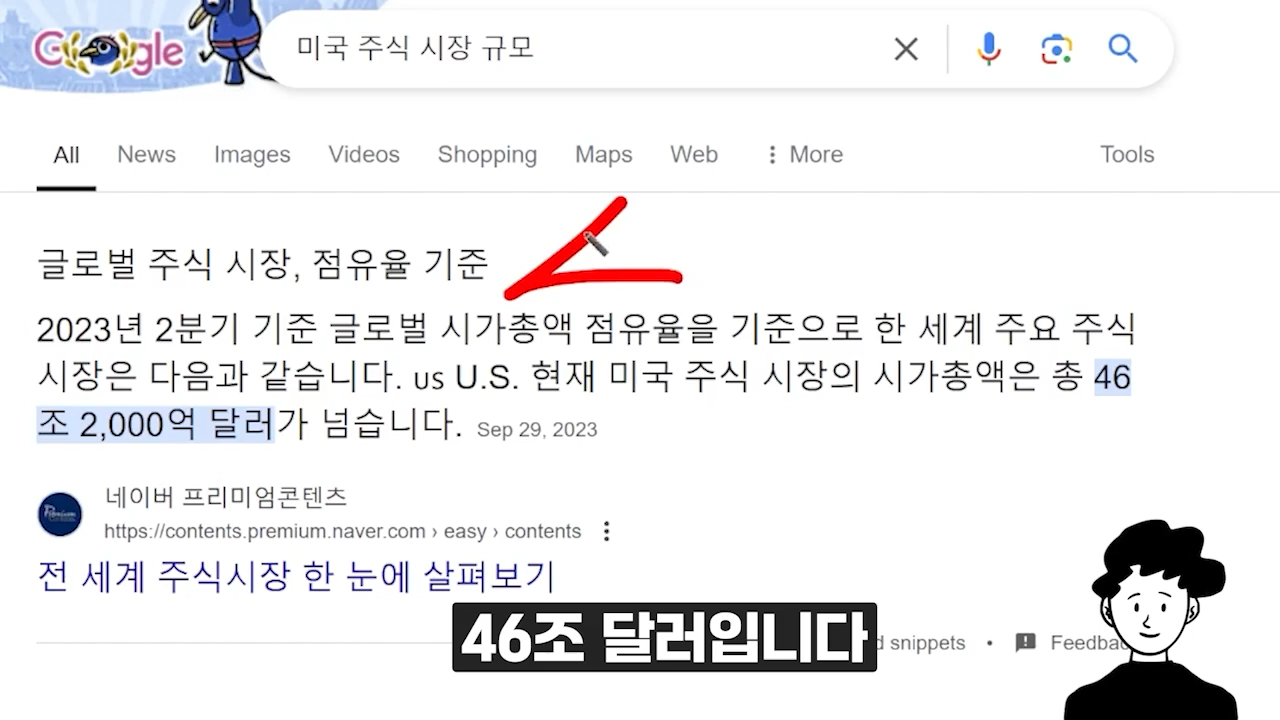 Google
미국 주식 시장 규모
All News Images Videos Shopping Maps Web More Tools
글로벌 주식 시장, 점유율 기준
2023년 2분기 기준 글로벌 시가총액 점유율을 기준으로 한 세계 주요 주식
시장은 다음과 같습니다. us U.S. 현재 미국 주식 시장의 시가총액은 총 46
조 2,000억 달러가 넘습니다. Sep 29, 2023
네이버 프리미엄콘텐츠
https://contents.premium.naver.com › easy › contents
전 세계 주식시장 한 눈에 살펴보기
46조 달러입니다
snippets •